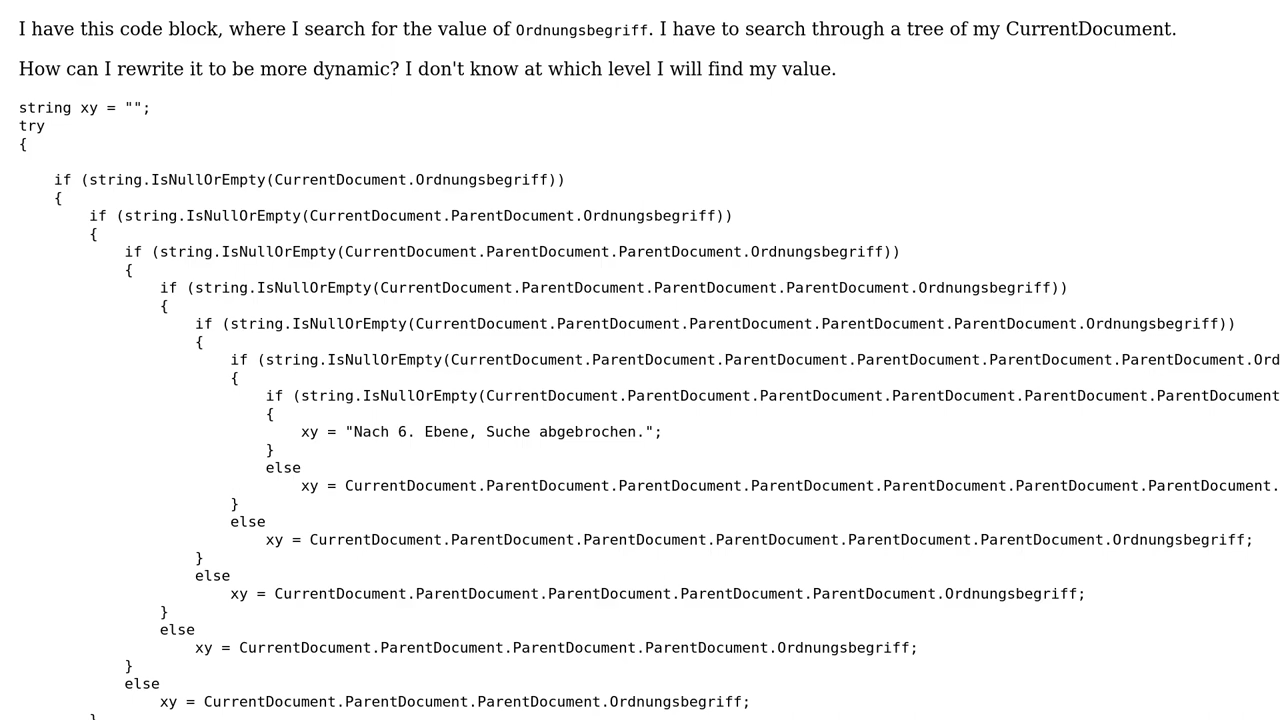 I have this code block, where I search for the value of Ordnungsbegriff. I have to search through a tree of my CurrentDocument.
How can I rewrite it to be more dynamic? I don't know at which level I will find my value.
string xy = "";
try
{
if (string.IsNullOrEmpty(CurrentDocument.Ordnungsbegriff))
{
if (string.IsNullOrEmpty(CurrentDocument.ParentDocument.Ordnungsbegriff))
{
if (string.IsNullOrEmpty(CurrentDocument.ParentDocument.ParentDocument.Ordnungsbegriff))
{
if (string.IsNullOrEmpty(CurrentDocument.ParentDocument.ParentDocument.ParentDocument.Ordnungsbegriff))
{
if (string.IsNullOrEmpty(CurrentDocument.ParentDocument.ParentDocument.ParentDocument.ParentDocument.Ordnungsbegriff))
{
if (string.IsNullOrEmpty(CurrentDocument.ParentDocument.ParentDocument.ParentDocument.ParentDocument.ParentDocument.Ord
{
if (string.IsNullOrEmpty(CurrentDocument.ParentDocument.ParentDocument.ParentDocument.ParentDocument.ParentDocument
{
xy = "Nach 6. Ebene, Suche abgebrochen.";
}
else
xy = CurrentDocument.ParentDocument.ParentDocument.ParentDocument.ParentDocument.ParentDocument.ParentDocument.
}
else
xy = CurrentDocument.ParentDocument.ParentDocument.ParentDocument.ParentDocument.ParentDocument.Ordnungsbegriff;
}
else
xy = CurrentDocument.ParentDocument.ParentDocument.ParentDocument.ParentDocument.Ordnungsbegriff;
}
else
xy = CurrentDocument.ParentDocument.ParentDocument.ParentDocument.Ordnungsbegriff;
}
else
xy = CurrentDocument.ParentDocument.ParentDocument.Ordnungsbegriff;
}